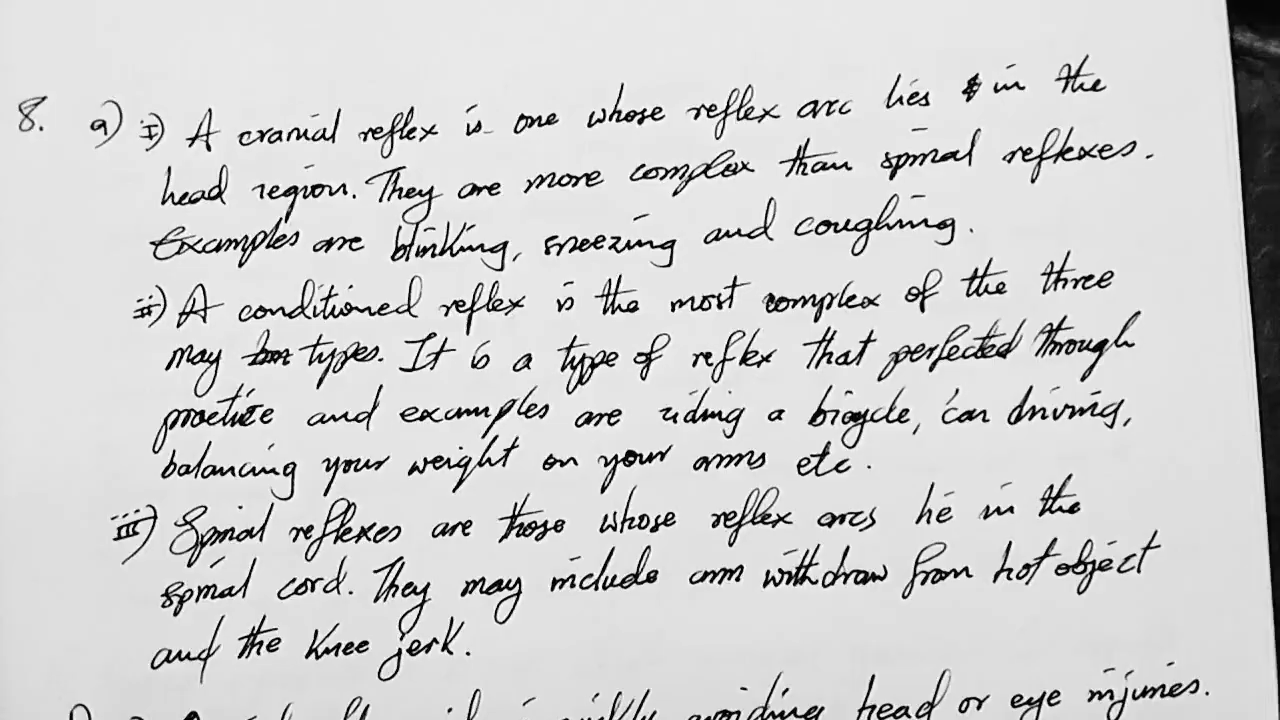 8. a) i) A cranial reflex is one whose reflex arc lies in the
head region. They are more complex than spinal reflexes.
Examples are blinking, sneezing and coughing.
ii) A conditioned reflex is the most complex of the three
may types. It is a type of reflex that perfected through
practice and examples are riding a bicycle, car driving,
balancing your weight on your arms etc.
iii) Spinal reflexes are those whose reflex arcs lie in the
spinal cord. They may include arm withdraw from hot object
and the knee jerk.
quickly avoiding head or eye injuries.